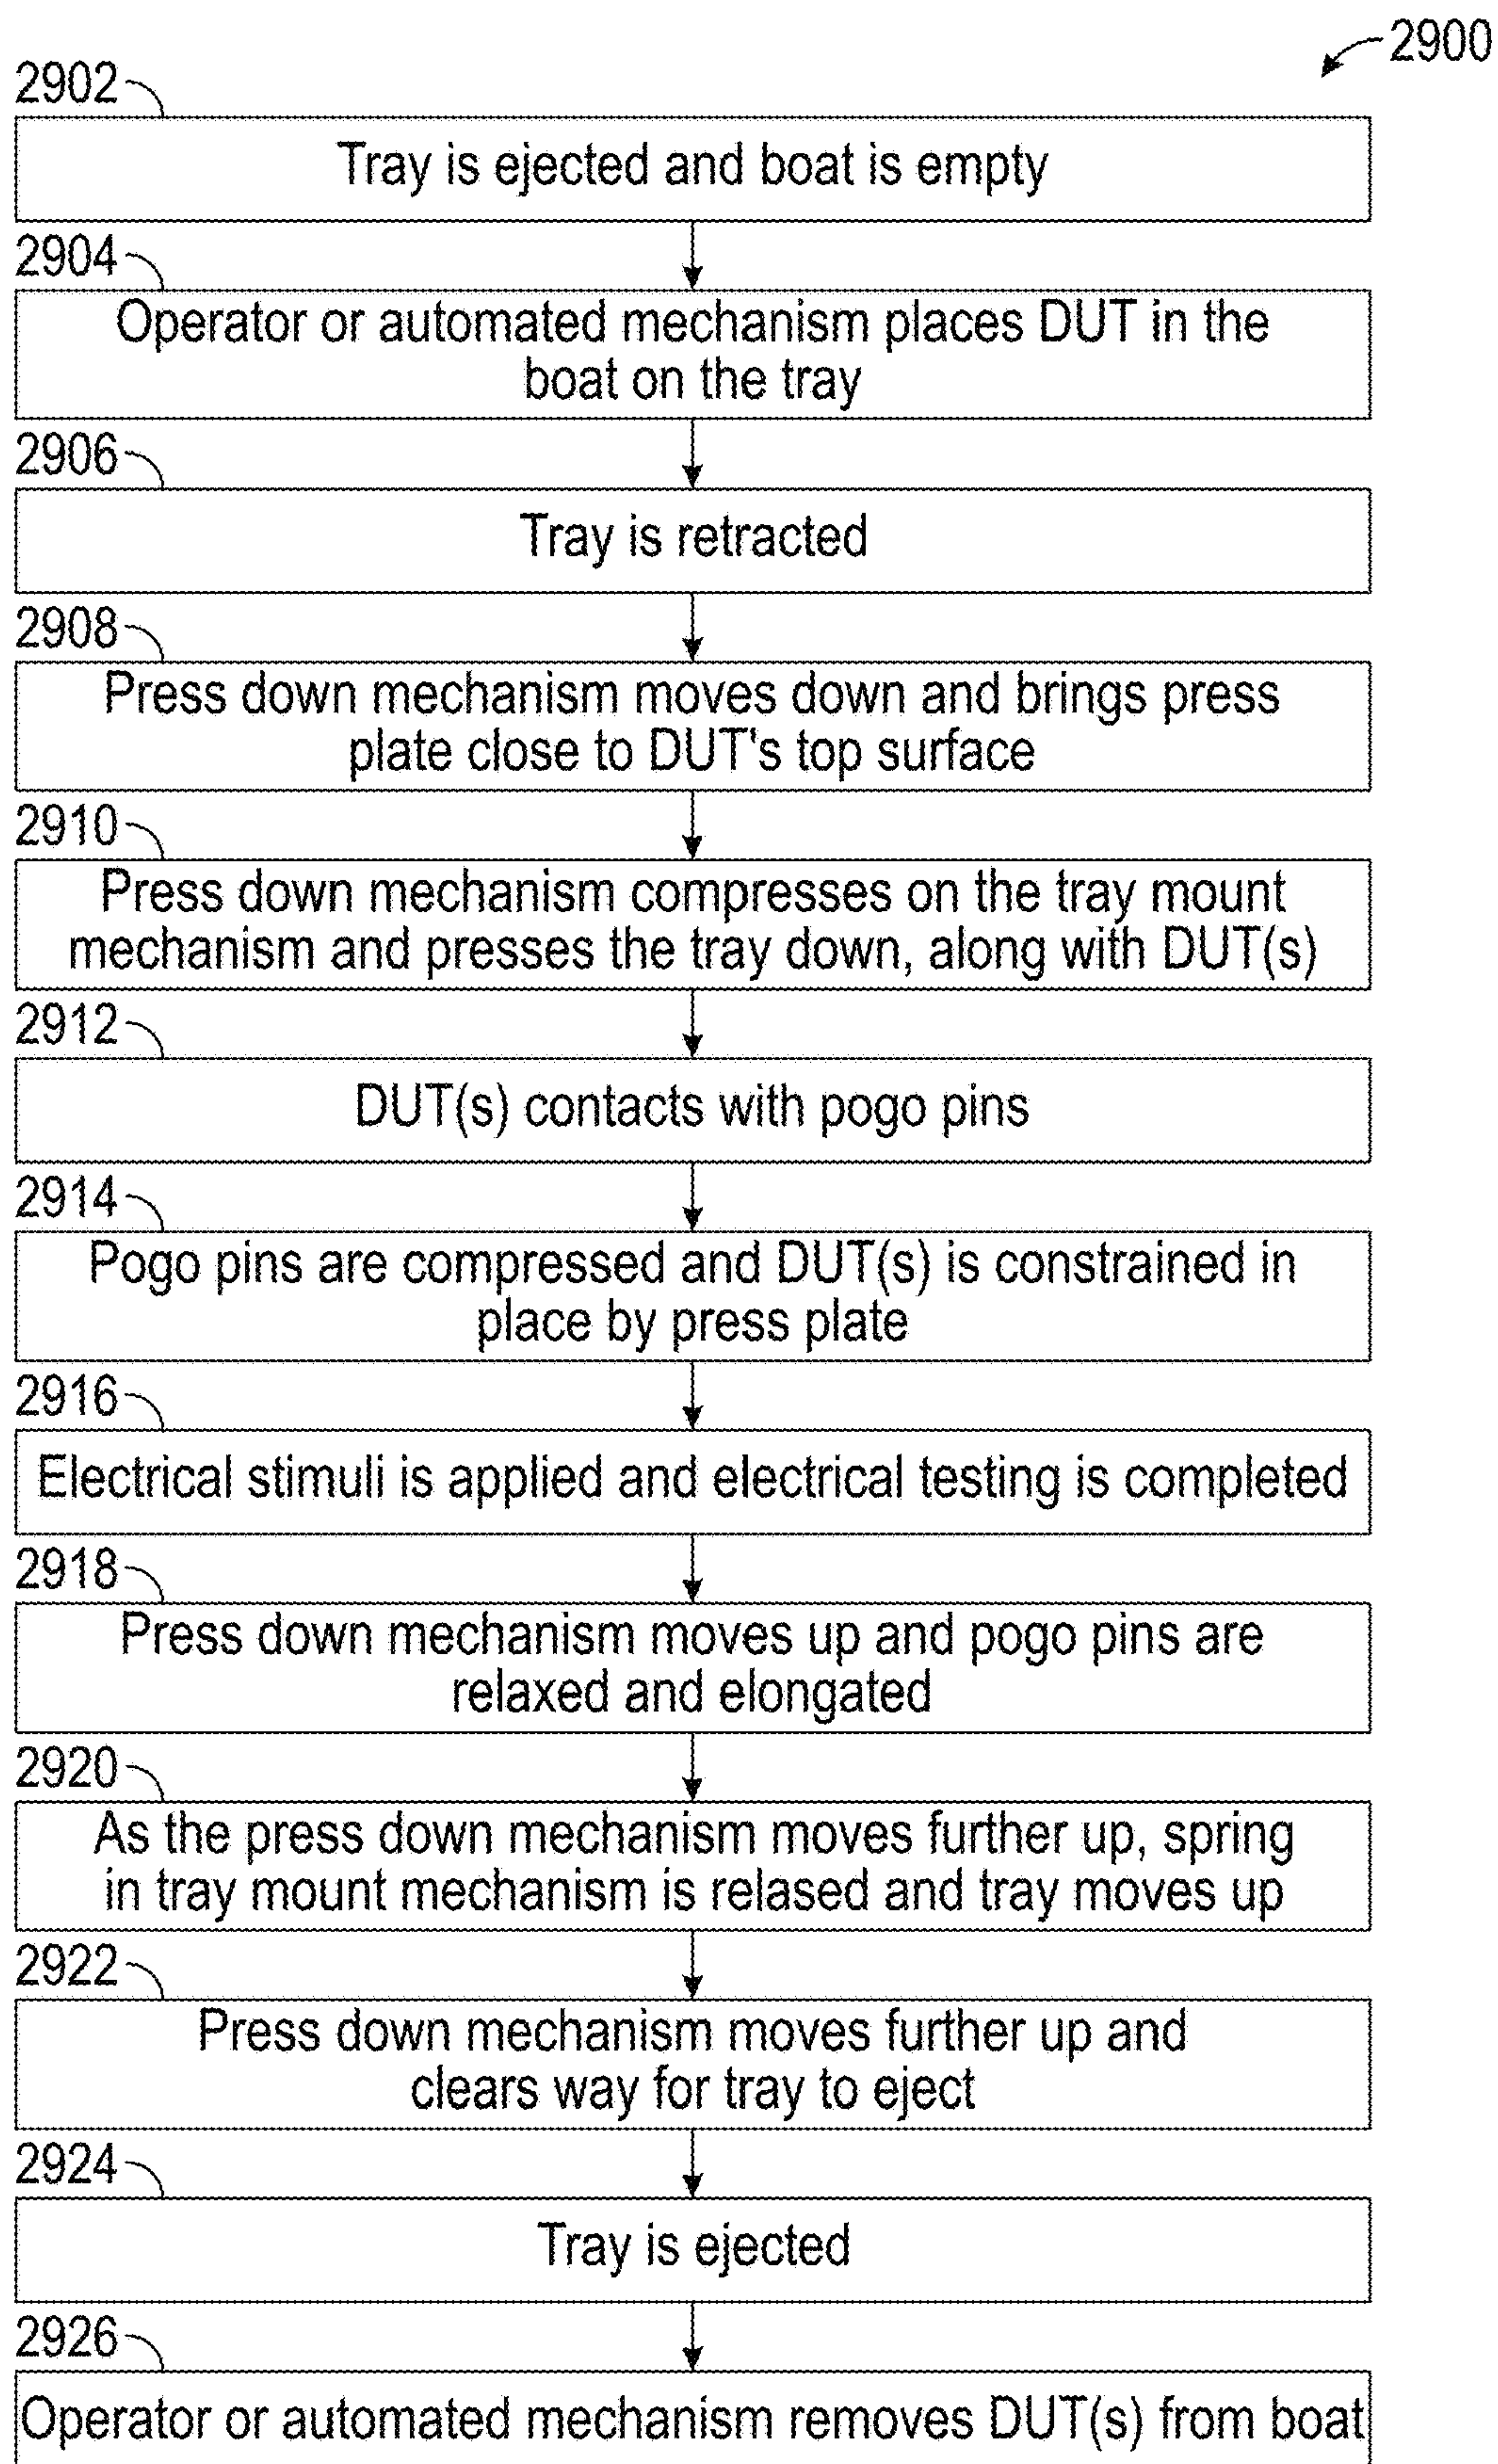 2900
2902
Tray is ejected and boat is empty
2904
Operator or automated mechanism places DUT in the
boat on the tray
2906
Tray is retracted
2908
Press down mechanism moves down and brings press
plate close to DUT's top surface
2910
Press down mechanism compresses on the tray mount
mechanism and presses the tray down, along with DUT(s)
2912
DUT(s) contacts with pogo pins
2914
Pogo pins are compressed and DUT(s) is constrained in
place by press plate
2916
Electrical stimuli is applied and electrical testing is completed
2918
Press down mechanism moves up and pogo pins are
relaxed and elongated
2920
As the press down mechanism moves further up, spring
in tray mount mechanism is relased and tray moves up
2922
Press down mechanism moves further up and
clears way for tray to eject
2924
Tray is ejected
2926
Operator or automated mechanism removes DUT(s) from boat